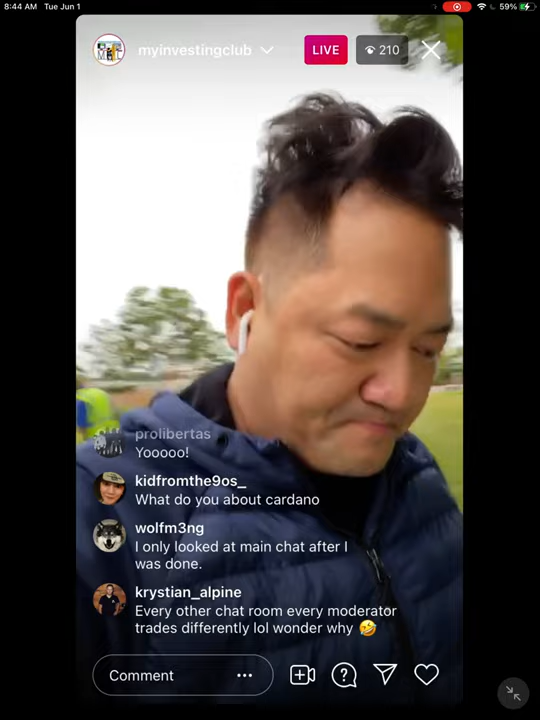 8:44 AM Tue Jun 1
59%
myinvestingclub
LIVE
210
prolibertas
Yooooo!
kidfromthe9os_
What do you about cardano
wolfm3ng
I only looked at main chat after I
was done.
krystian_alpine
Every other chat room every moderator
trades differently lol wonder why 🤣
Comment